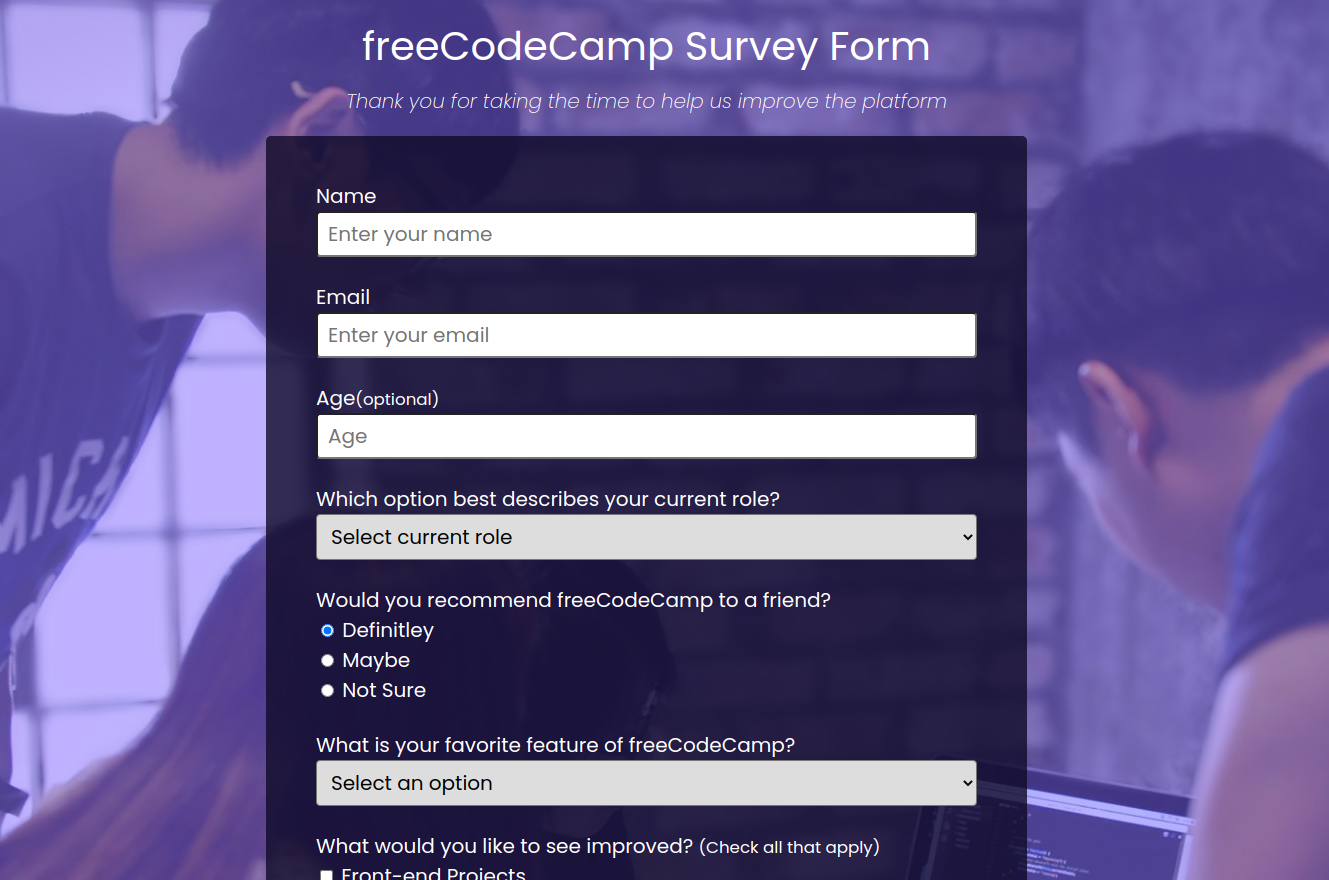 freeCodeCamp Survey Form
Thank you for taking the time to help us improve the platform
Name
Enter your name
Email
Enter your email
Age(optional)
Age
Which option best describes your current role?
Select current role
Would you recommend freeCodeCamp to a friend?
Definitley
Maybe
Not Sure
What is your favorite feature of freeCodeCamp?
Select an option
What would you like to see improved? (Check all that apply)
Front-end Projects